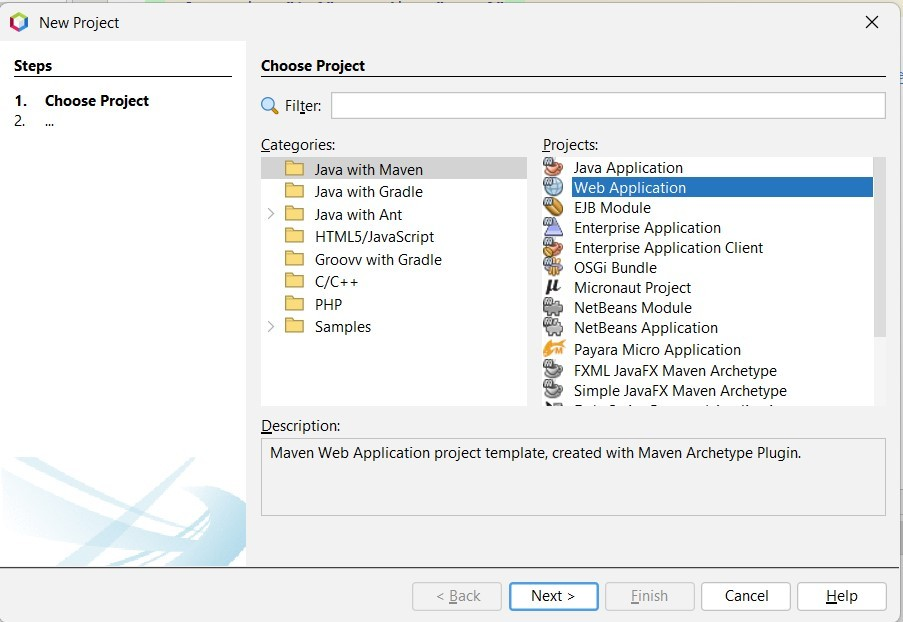 New Project
Steps
1. Choose Project
2. ...
Choose Project
Filter:
Categories:
Java with Maven
Java with Gradle
Java with Ant
HTML5/JavaScript
Groovv with Gradle
C/C++
PHP
Samples
Projects:
Java Application
Web Application
EJB Module
Enterprise Application
Enterprise Application Client
OSGi Bundle
Micronaut Project
NetBeans Module
NetBeans Application
Payara Micro Application
FXML JavaFX Maven Archetype
Simple JavaFX Maven Archetype
Description:
Maven Web Application project template, created with Maven Archetype Plugin.
< Back
Next >
Finish
Cancel
Help